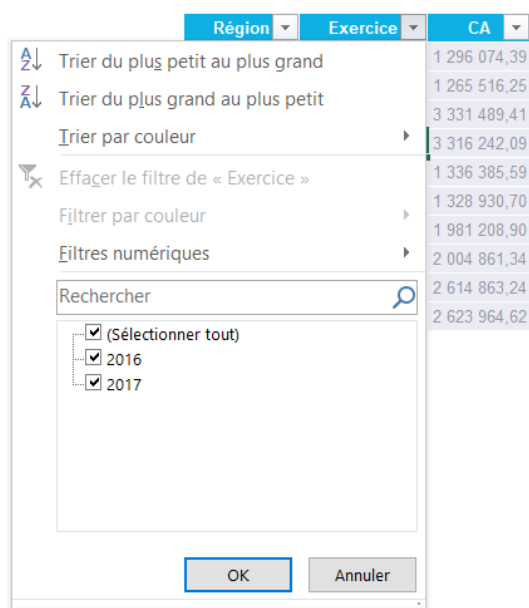 Région Exercice CA
Trier du plus petit au plus grand
Trier du plus grand au plus petit
Trier par couleur
Effacer le filtre de « Exercice »
Filtrer par couleur
Filtres numériques
Rechercher
(Sélectionner tout)
2016
2017
OK Annuler
1 296 074,39
1 265 516,25
3 331 489,41
3 316 242,09
1 336 385,59
1 328 930,70
1 981 208,90
2 004 861,34
2 614 863,24
2 623 964,62